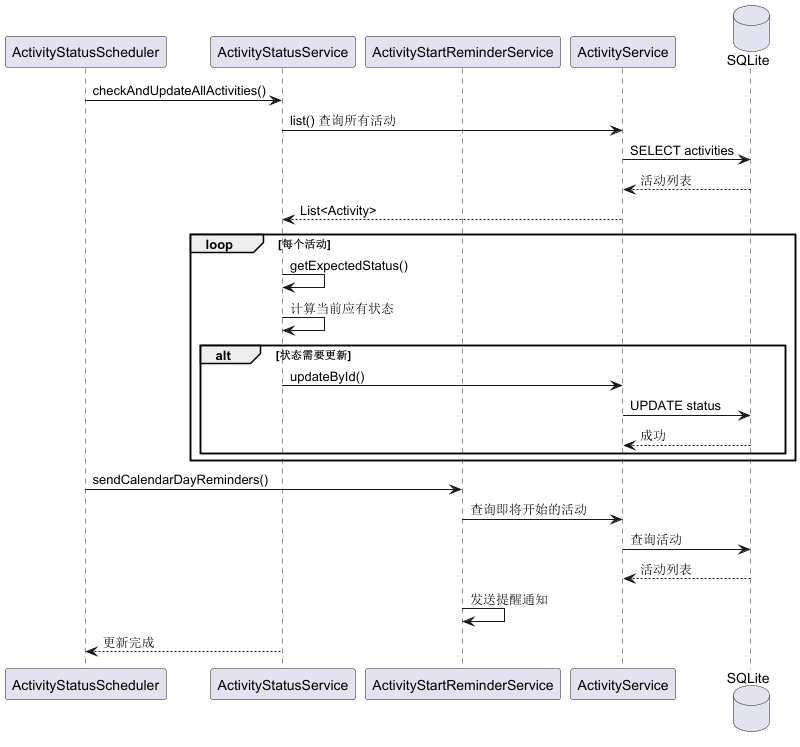 SQLite
ActivityStatusScheduler
ActivityStatusService
ActivityStartReminderService
ActivityService
checkAndUpdateAllActivities()
list() 查询所有活动
SELECT activities
活动列表
List<Activity>
loop
[每个活动]
getExpectedStatus()
计算当前应有状态
alt
[状态需要更新]
updateById()
UPDATE status
成功
sendCalendarDayReminders()
查询即将开始的活动
查询活动
活动列表
发送提醒通知
更新完成
ActivityStatusScheduler
ActivityStatusService
ActivityStartReminderService
ActivityService
SQLite